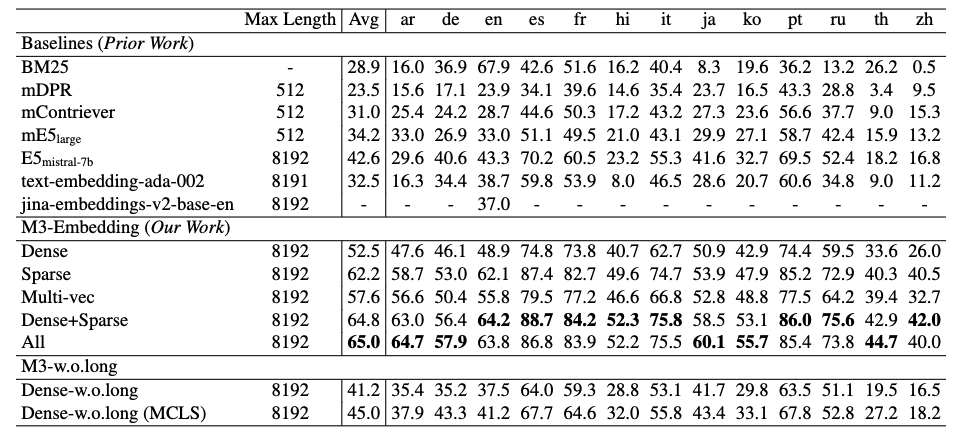 Max Length Avg ar de en es fr hi it ja ko pt ru th zh
Baselines (Prior Work)
BM25 - 28.9 16.0 36.9 67.9 42.6 51.6 16.2 40.4 8.3 19.6 36.2 13.2 26.2 0.5
mDPR 512 23.5 15.6 17.1 23.9 34.1 39.6 14.6 35.4 23.7 16.5 43.3 28.8 3.4 9.5
mContriever 512 31.0 25.4 24.2 28.7 44.6 50.3 17.2 43.2 27.3 23.6 56.6 37.7 9.0 15.3
mE5large 512 34.2 33.0 26.9 33.0 51.1 49.5 21.0 43.1 29.9 27.1 58.7 42.4 15.9 13.2
E5mistral-7b 8192 42.6 29.6 40.6 43.3 70.2 60.5 23.2 55.3 41.6 32.7 69.5 52.4 18.2 16.8
text-embedding-ada-002 8191 32.5 16.3 34.4 38.7 59.8 53.9 8.0 46.5 28.6 20.7 60.6 34.8 9.0 11.2
jina-embeddings-v2-base-en 8192 - - - 37.0 - - - - - - - - - -
M3-Embedding (Our Work)
Dense 8192 52.5 47.6 46.1 48.9 74.8 73.8 40.7 62.7 50.9 42.9 74.4 59.5 33.6 26.0
Sparse 8192 62.2 58.7 53.0 62.1 87.4 82.7 49.6 74.7 53.9 47.9 85.2 72.9 40.3 40.5
Multi-vec 8192 57.6 56.6 50.4 55.8 79.5 77.2 46.6 66.8 52.8 48.8 77.5 64.2 39.4 32.7
Dense+Sparse 8192 64.8 63.0 56.4 64.2 88.7 84.2 52.3 75.8 58.5 53.1 86.0 75.6 42.9 42.0
All 8192 65.0 64.7 57.9 63.8 86.8 83.9 52.2 75.5 60.1 55.7 85.4 73.8 44.7 40.0
M3-w.o.long
Dense-w.o.long 8192 41.2 35.4 35.2 37.5 64.0 59.3 28.8 53.1 41.7 29.8 63.5 51.1 19.5 16.5
Dense-w.o.long (MCLS) 8192 45.0 37.9 43.3 41.2 67.7 64.6 32.0 55.8 43.4 33.1 67.8 52.8 27.2 18.2